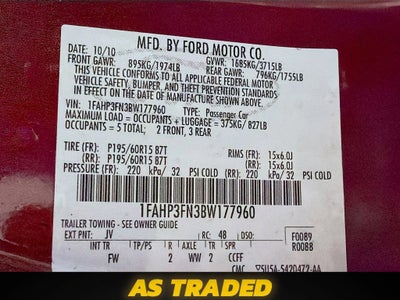 10/10
MFD. BY FORD MOTOR CO.
FRONT GAWR: 895KG/1974LB GVWR: 1685KG/3715LB
REAR GAWR: 796KG/1755LB
THIS VEHICLE CONFORMS TO ALL APPLICABLE FEDERAL MOTOR
VEHICLE SAFETY, BUMPER, AND THEFT PREVENTION STANDARDS
IN EFFECT ON THE DATE OF MANUFACTURE SHOWN ABOVE.
VIN: 1FAHP3FN3BW177960 TYPE: Passenger Car
MAXIMUM LOAD = OCCUPANTS + LUGGAGE = 375KG/827LB
OCCUPANTS = 5 TOTAL; 2 FRONT, 3 REAR
TIRE (FR): P195/60R15 87T RIMS (FR): 15x6.0J
(RR): P195/60R15 87T (RR): 15x6.0J
PRESSURE (FR): 220 kPa/ 32 PSI COLD (RR) 220 kPa/ 32
PSI COLD
1FAHP3FN3BW177960
TRAILER TOWING - SEE OWNER GUIDE
EXT PNT: JV RC: 48 DSO: F0089
R0088
INT TR TP/PS R AXLE TR SPR
FW 2 2 CC
CMC
AS TRADED